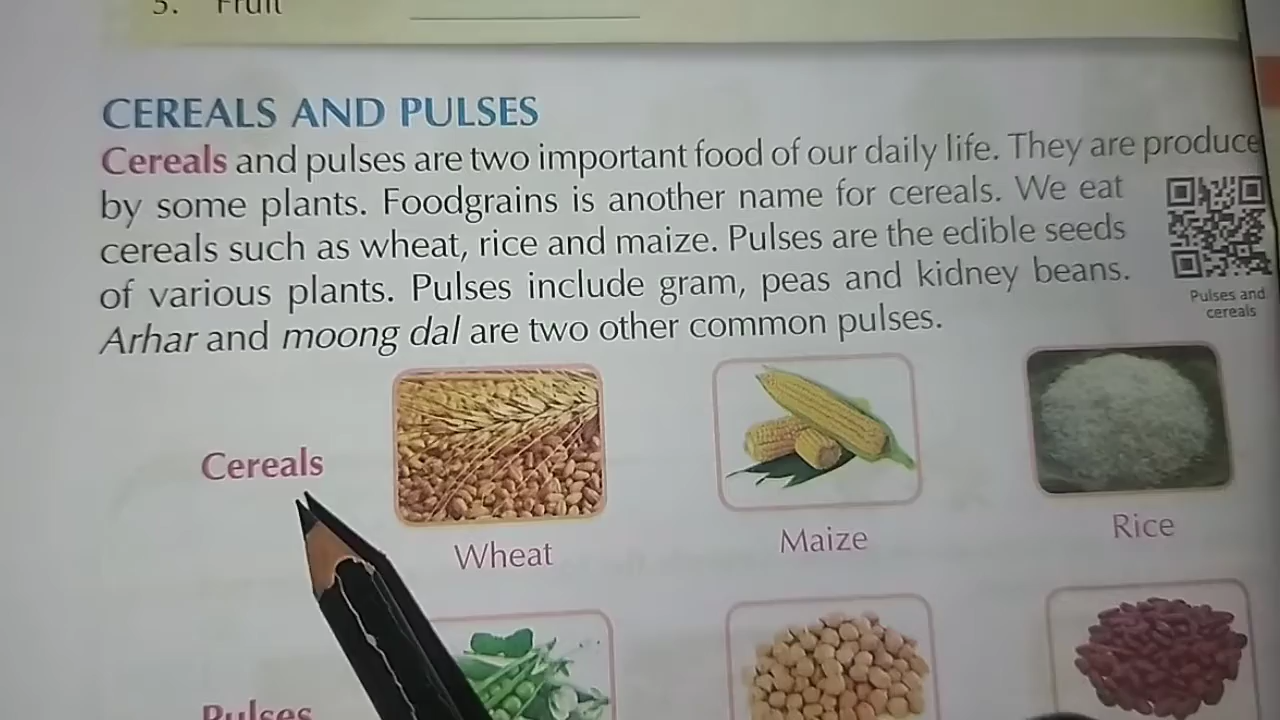 3. Fruit
CEREALS AND PULSES
Cereals and pulses are two important food of our daily life. They are produce
by some plants. Foodgrains is another name for cereals. We eat
cereals such as wheat, rice and maize. Pulses are the edible seeds
of various plants. Pulses include gram, peas and kidney beans.
Arhar and moong dal are two other common pulses.
Pulses and
cereals
Cereals
Wheat
Maize
Rice
Pulses